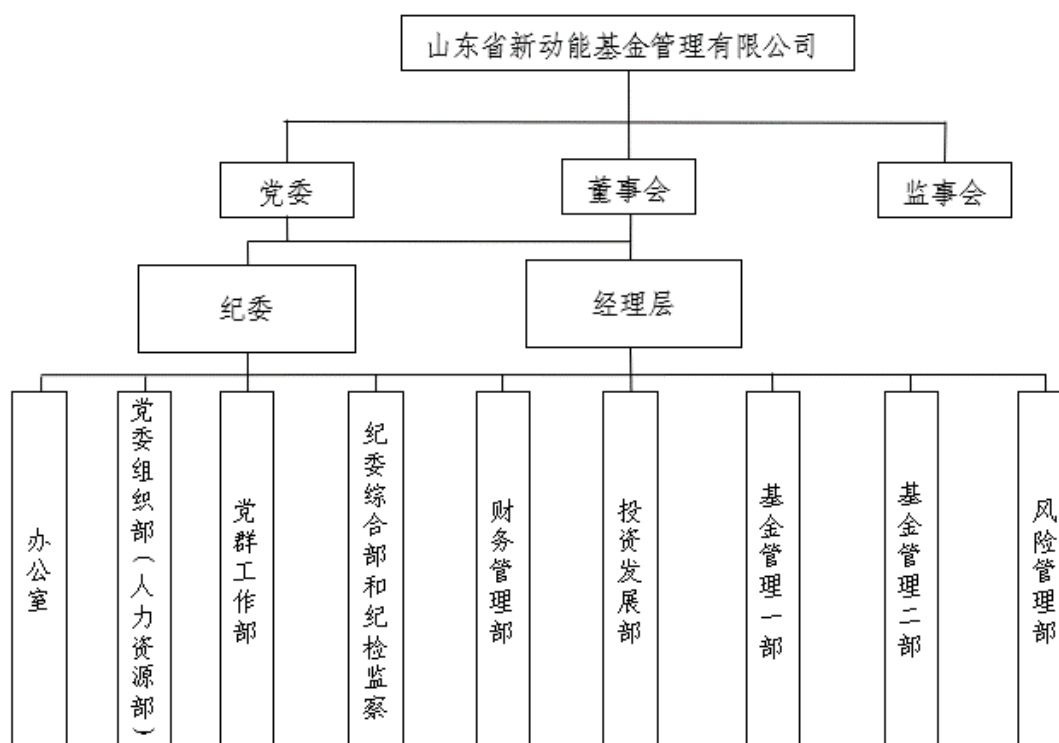 山东省新动能基金管理有限公司
党委
董事会
监事会
纪委
经理层
办公室
党委组织部（人力资源部）
党群工作部
纪委综合部和纪检监察
财务管理部
投资发展部
基金管理一部
基金管理二部
风险管理部